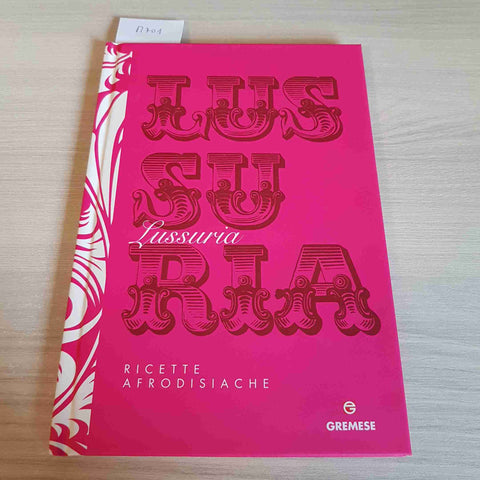 LUS
SU
Lussuria
RIA
RICETTE
AFRODISIACHE
GREMESE